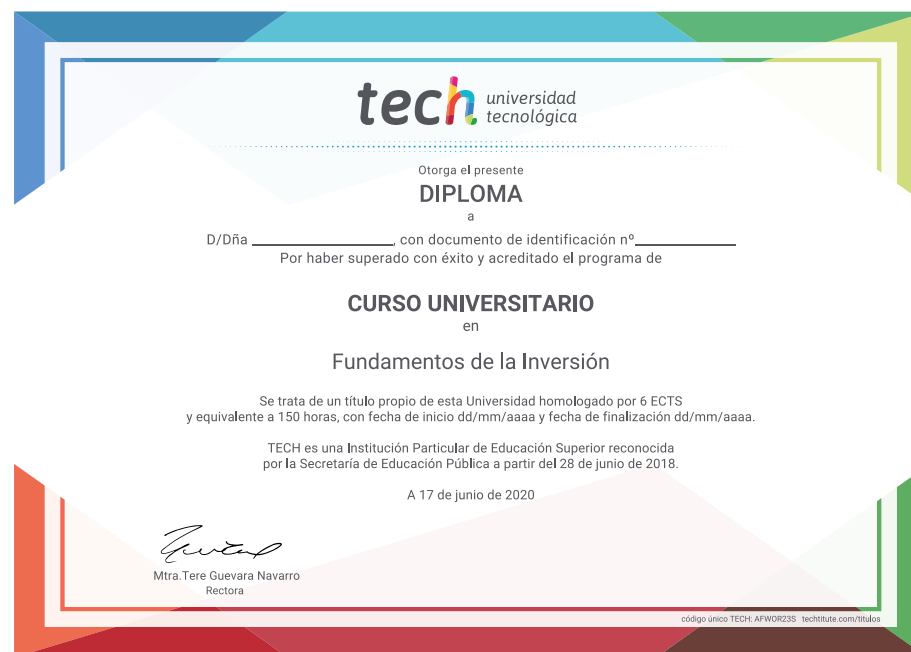 tech universidad
tecnológica
Otorga el presente
DIPLOMA
a
D/Dña ________________, con documento de identificación nº____________
Por haber superado con éxito y acreditado el programa de
CURSO UNIVERSITARIO
en
Fundamentos de la Inversión
Se trata de un título propio de esta Universidad homologado por 6 ECTS
y equivalente a 150 horas, con fecha de inicio dd/mm/aaaa y fecha de finalización dd/mm/aaaa.
TECH es una Institución Particular de Educación Superior reconocida
por la Secretaría de Educación Pública a partir del 28 de junio de 2018.
A 17 de junio de 2020
Mtra.Tere Guevara Navarro
Rectora
código único TECH: AFWOR23S techtitute.com/titulos